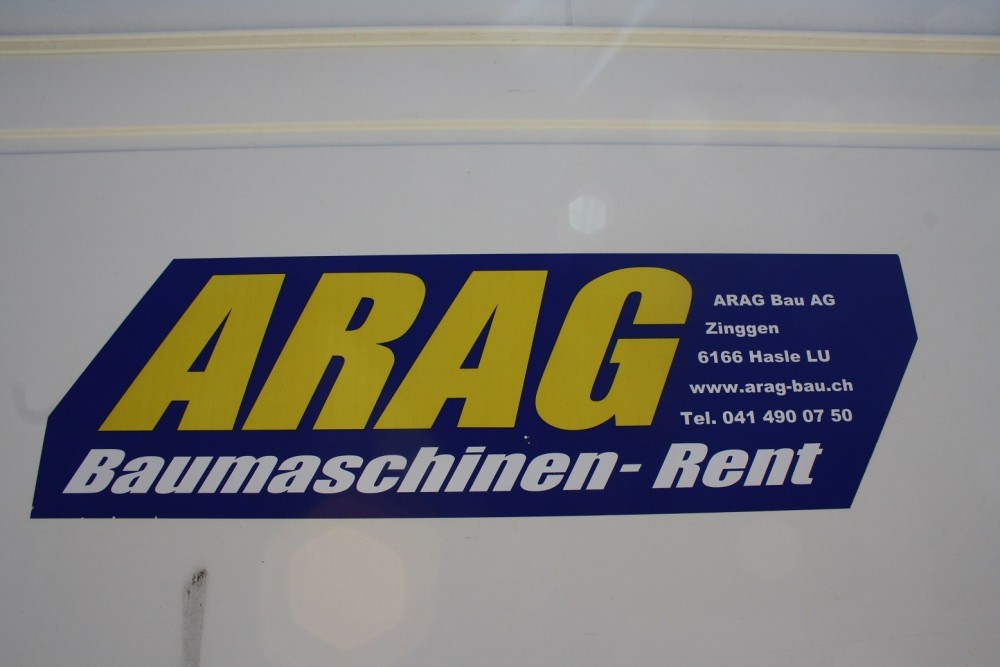 ARAG
ARAG Bau AG
Zinggen
6166 Hasle LU
www.arag-bau.ch
Tel. 041 490 07 50
Baumaschinen- Rent